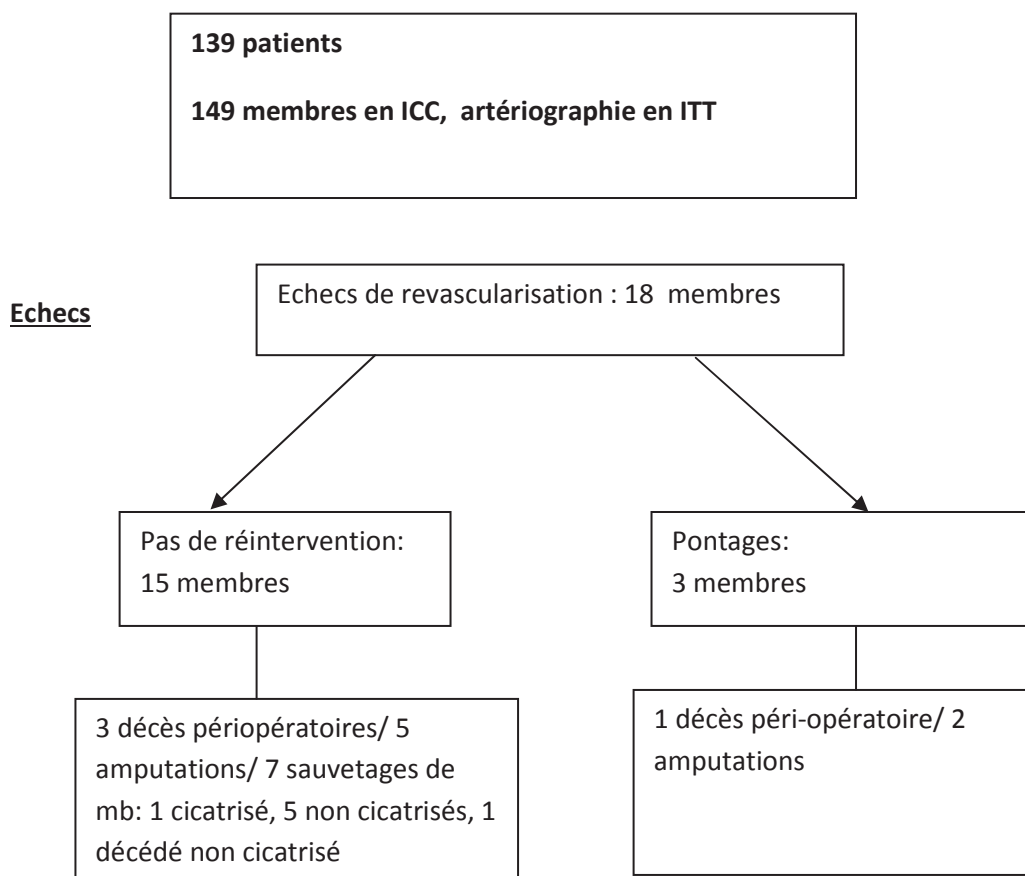 139 patients
149 membres en ICC, artériographie en ITT
Echecs
Echecs de revascularisation : 18 membres
Pas de réintervention:
15 membres
Pontages:
3 membres
3 décès périopératoires/ 5
amputations/ 7 sauvetages de
mb: 1 cicatrisé, 5 non cicatrisés, 1
décédé non cicatrisé
1 décès péri-opératoire/ 2
amputations